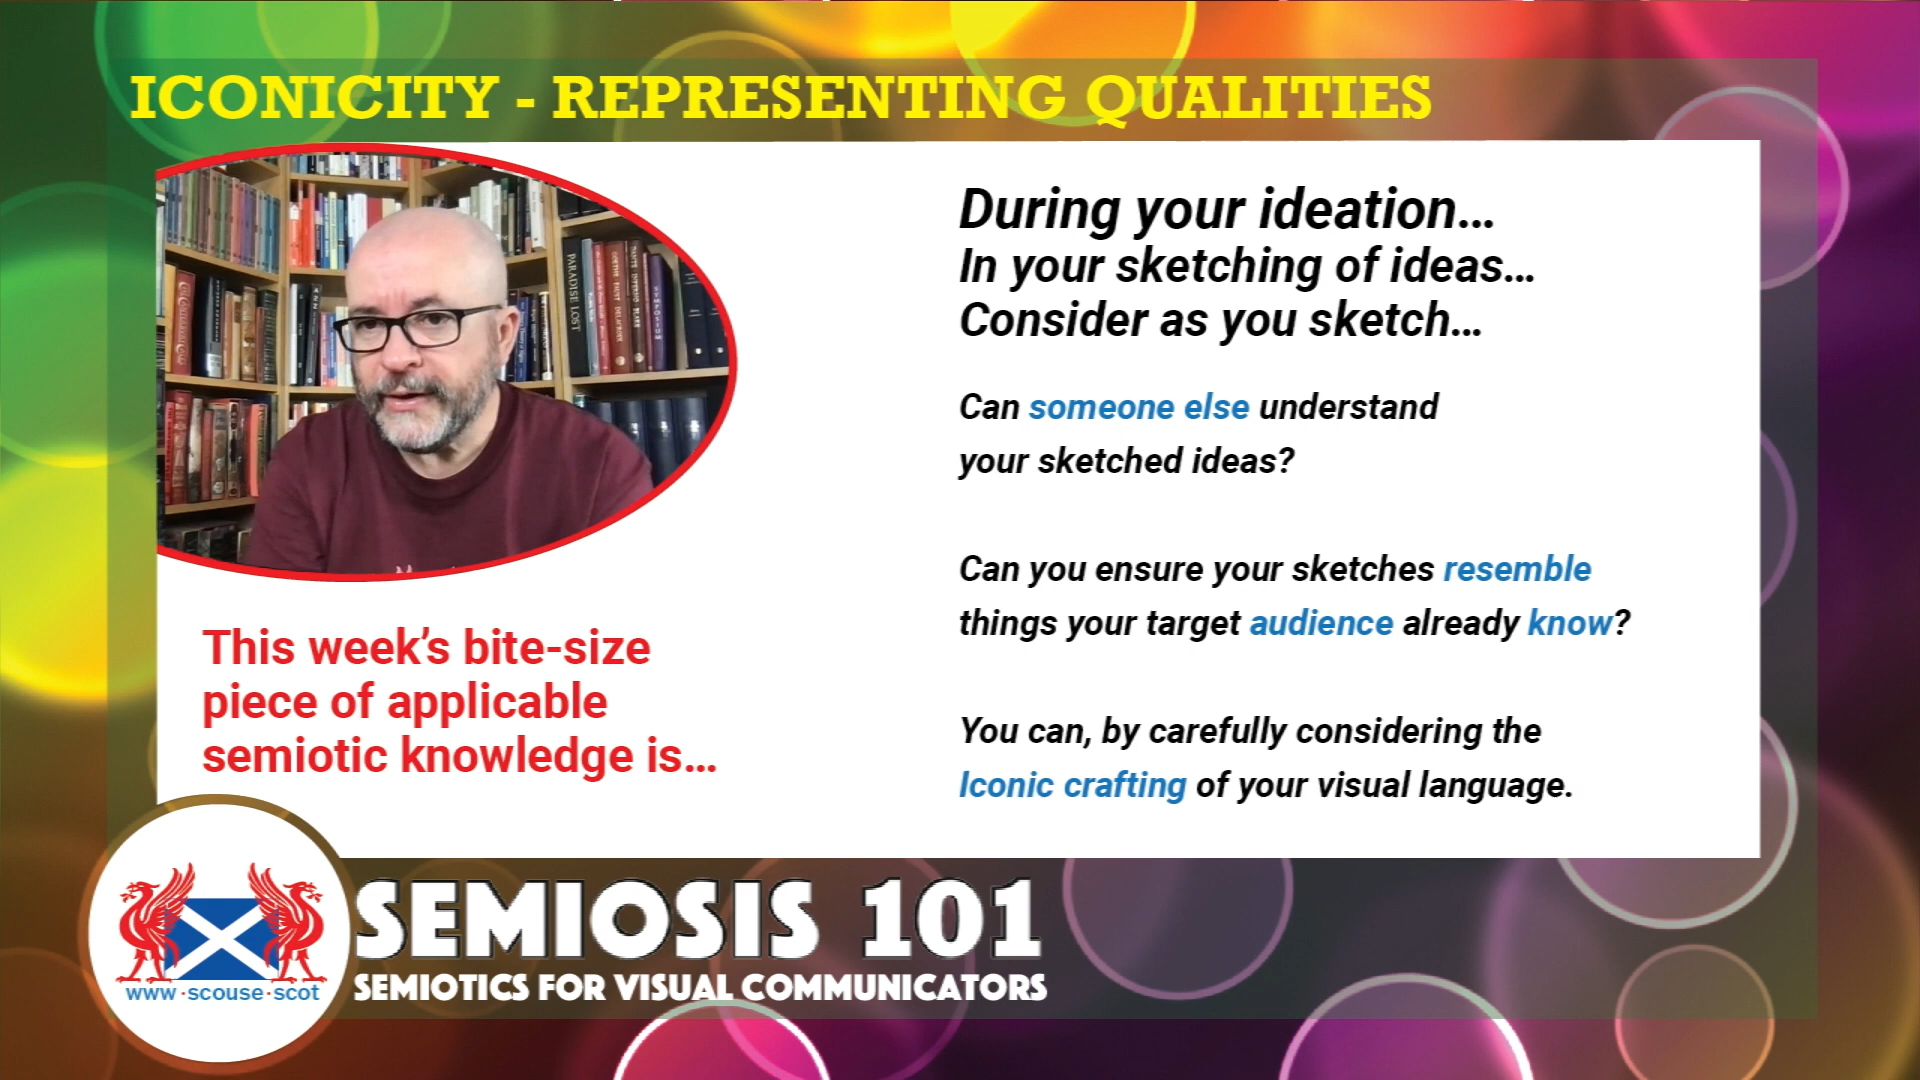 ICONICITY - REPRESENTING QUALITIES
PARADISE LOST
SYMPOSIUM
During your ideation...
In your sketching of ideas...
Consider as you sketch...
Can someone else understand
your sketched ideas?
Can you ensure your sketches resemble
things your target audience already know?
You can, by carefully considering the
Iconic crafting of your visual language.
This week’s bite-size
piece of applicable
semiotic knowledge is...
www·scouse·scot
SEMIOSIS 101
SEMIOTICS FOR VISUAL COMMUNICATORS